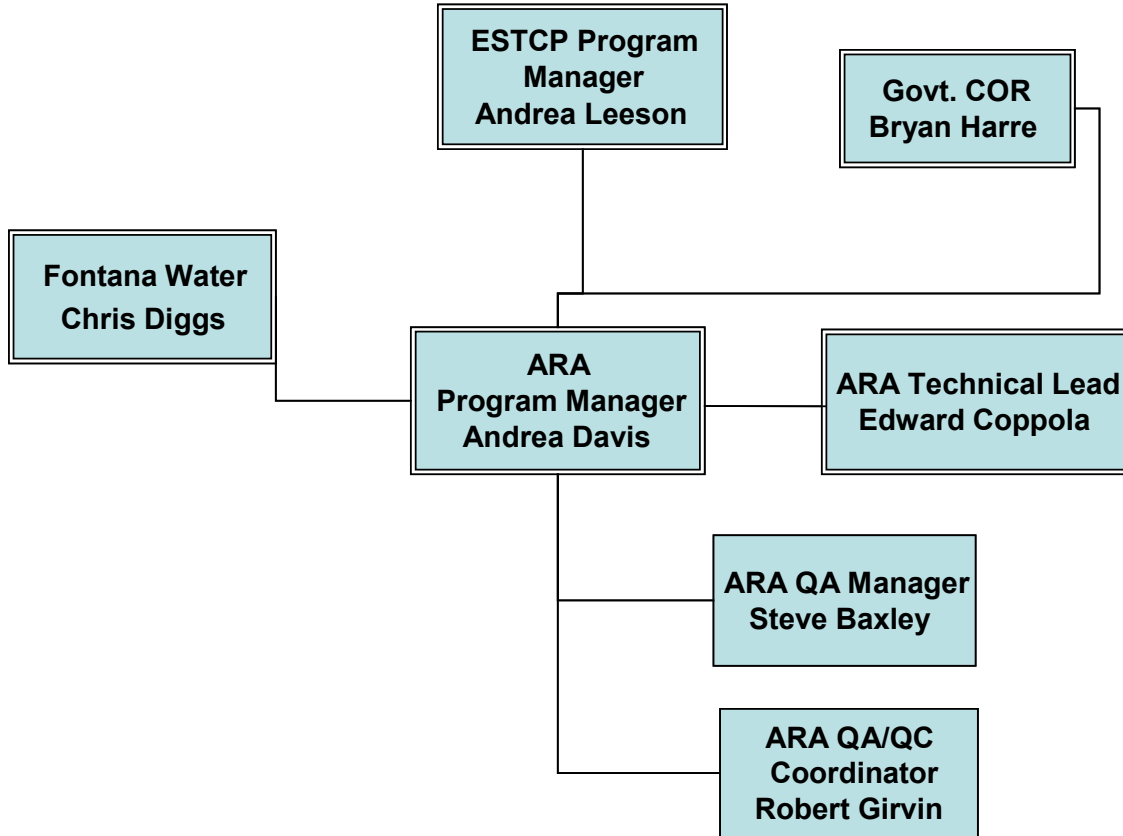 ESTCP Program
Manager
Andrea Leeson
Govt. COR
Bryan Harre
Fontana Water
Chris Diggs
ARA
Program Manager
Andrea Davis
ARA Technical Lead
Edward Coppola
ARA QA Manager
Steve Baxley
ARA QA/QC
Coordinator
Robert Girvin